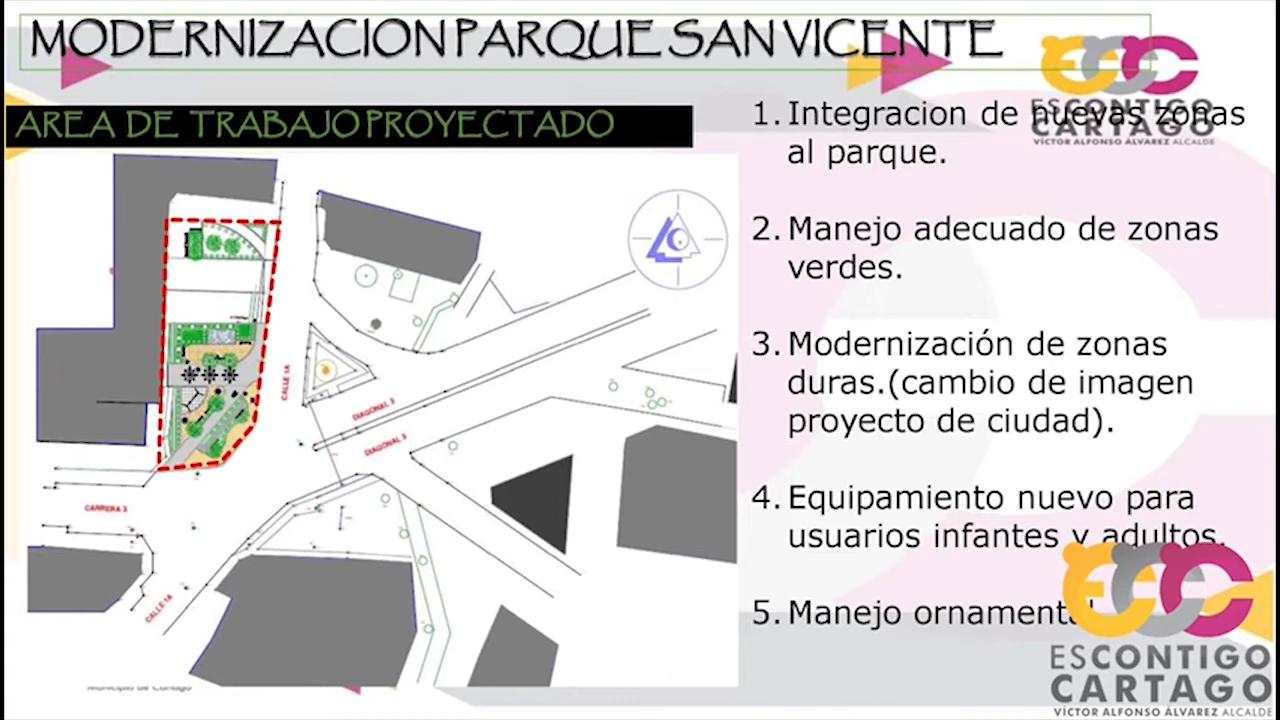 MODERNIZACION PARQUE SAN VICENTE
AREA DE TRABAJO PROYECTADO
ESCONTIGO
CARTAGO
VÍCTOR ALFONSO ÁLVAREZ ALCALDE
1. Integracion de nuevas zonas
al parque.
2. Manejo adecuado de zonas
verdes.
3. Modernización de zonas
duras.(cambio de imagen
proyecto de ciudad).
4. Equipamiento nuevo para
usuarios infantes y adultos.
5. Manejo ornamental
CALLE 1A
DIAGONAL 3
DIAGONAL 3
CARRERA 3
CALLE 1A
Municipio de Cartago
ESCONTIGO
CARTAGO
VÍCTOR ALFONSO ÁLVAREZ ALCALDE